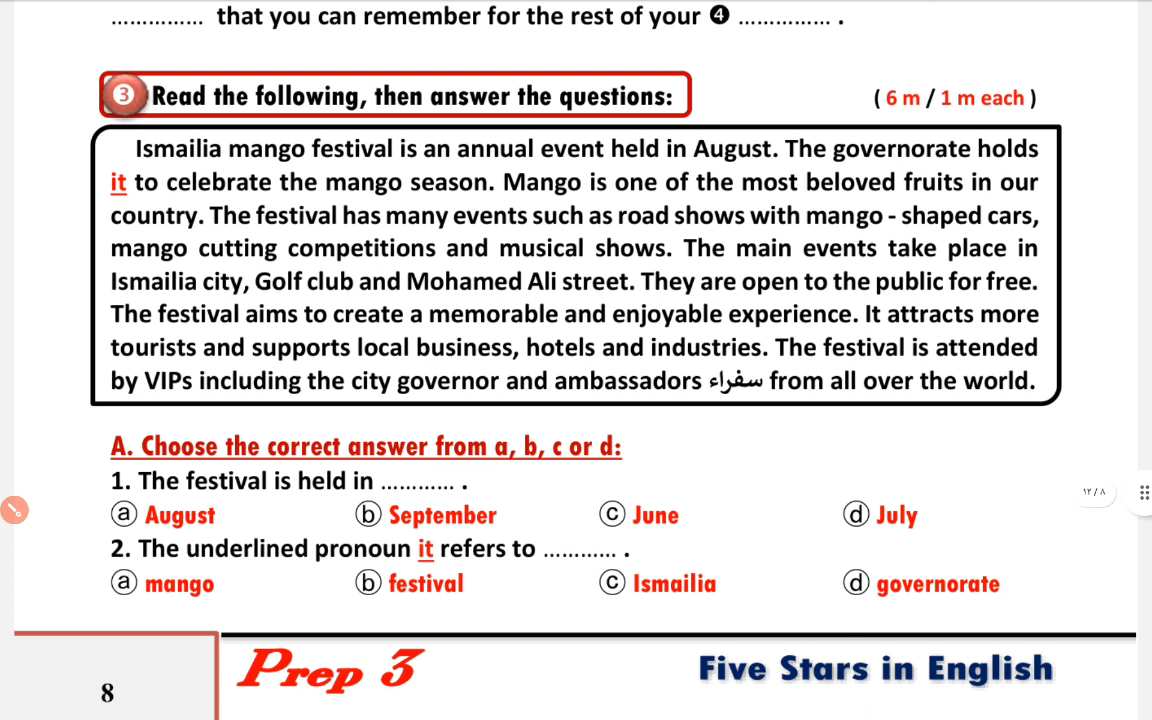 ............... that you can remember for the rest of your ❹ ............... .
❸ Read the following, then answer the questions: ( 6 m / 1 m each )
Ismailia mango festival is an annual event held in August. The governorate holds
it to celebrate the mango season. Mango is one of the most beloved fruits in our
country. The festival has many events such as road shows with mango - shaped cars,
mango cutting competitions and musical shows. The main events take place in
Ismailia city, Golf club and Mohamed Ali street. They are open to the public for free.
The festival aims to create a memorable and enjoyable experience. It attracts more
tourists and supports local business, hotels and industries. The festival is attended
by VIPs including the city governor and ambassadors سفراء from all over the world.
A. Choose the correct answer from a, b, c or d:
1. The festival is held in ............ .
ⓐ August ⓑ September ⓒ June ⓓ July
١٢ / ٨
2. The underlined pronoun it refers to ............ .
ⓐ mango ⓑ festival ⓒ Ismailia ⓓ governorate
8 Prep 3 Five Stars in English